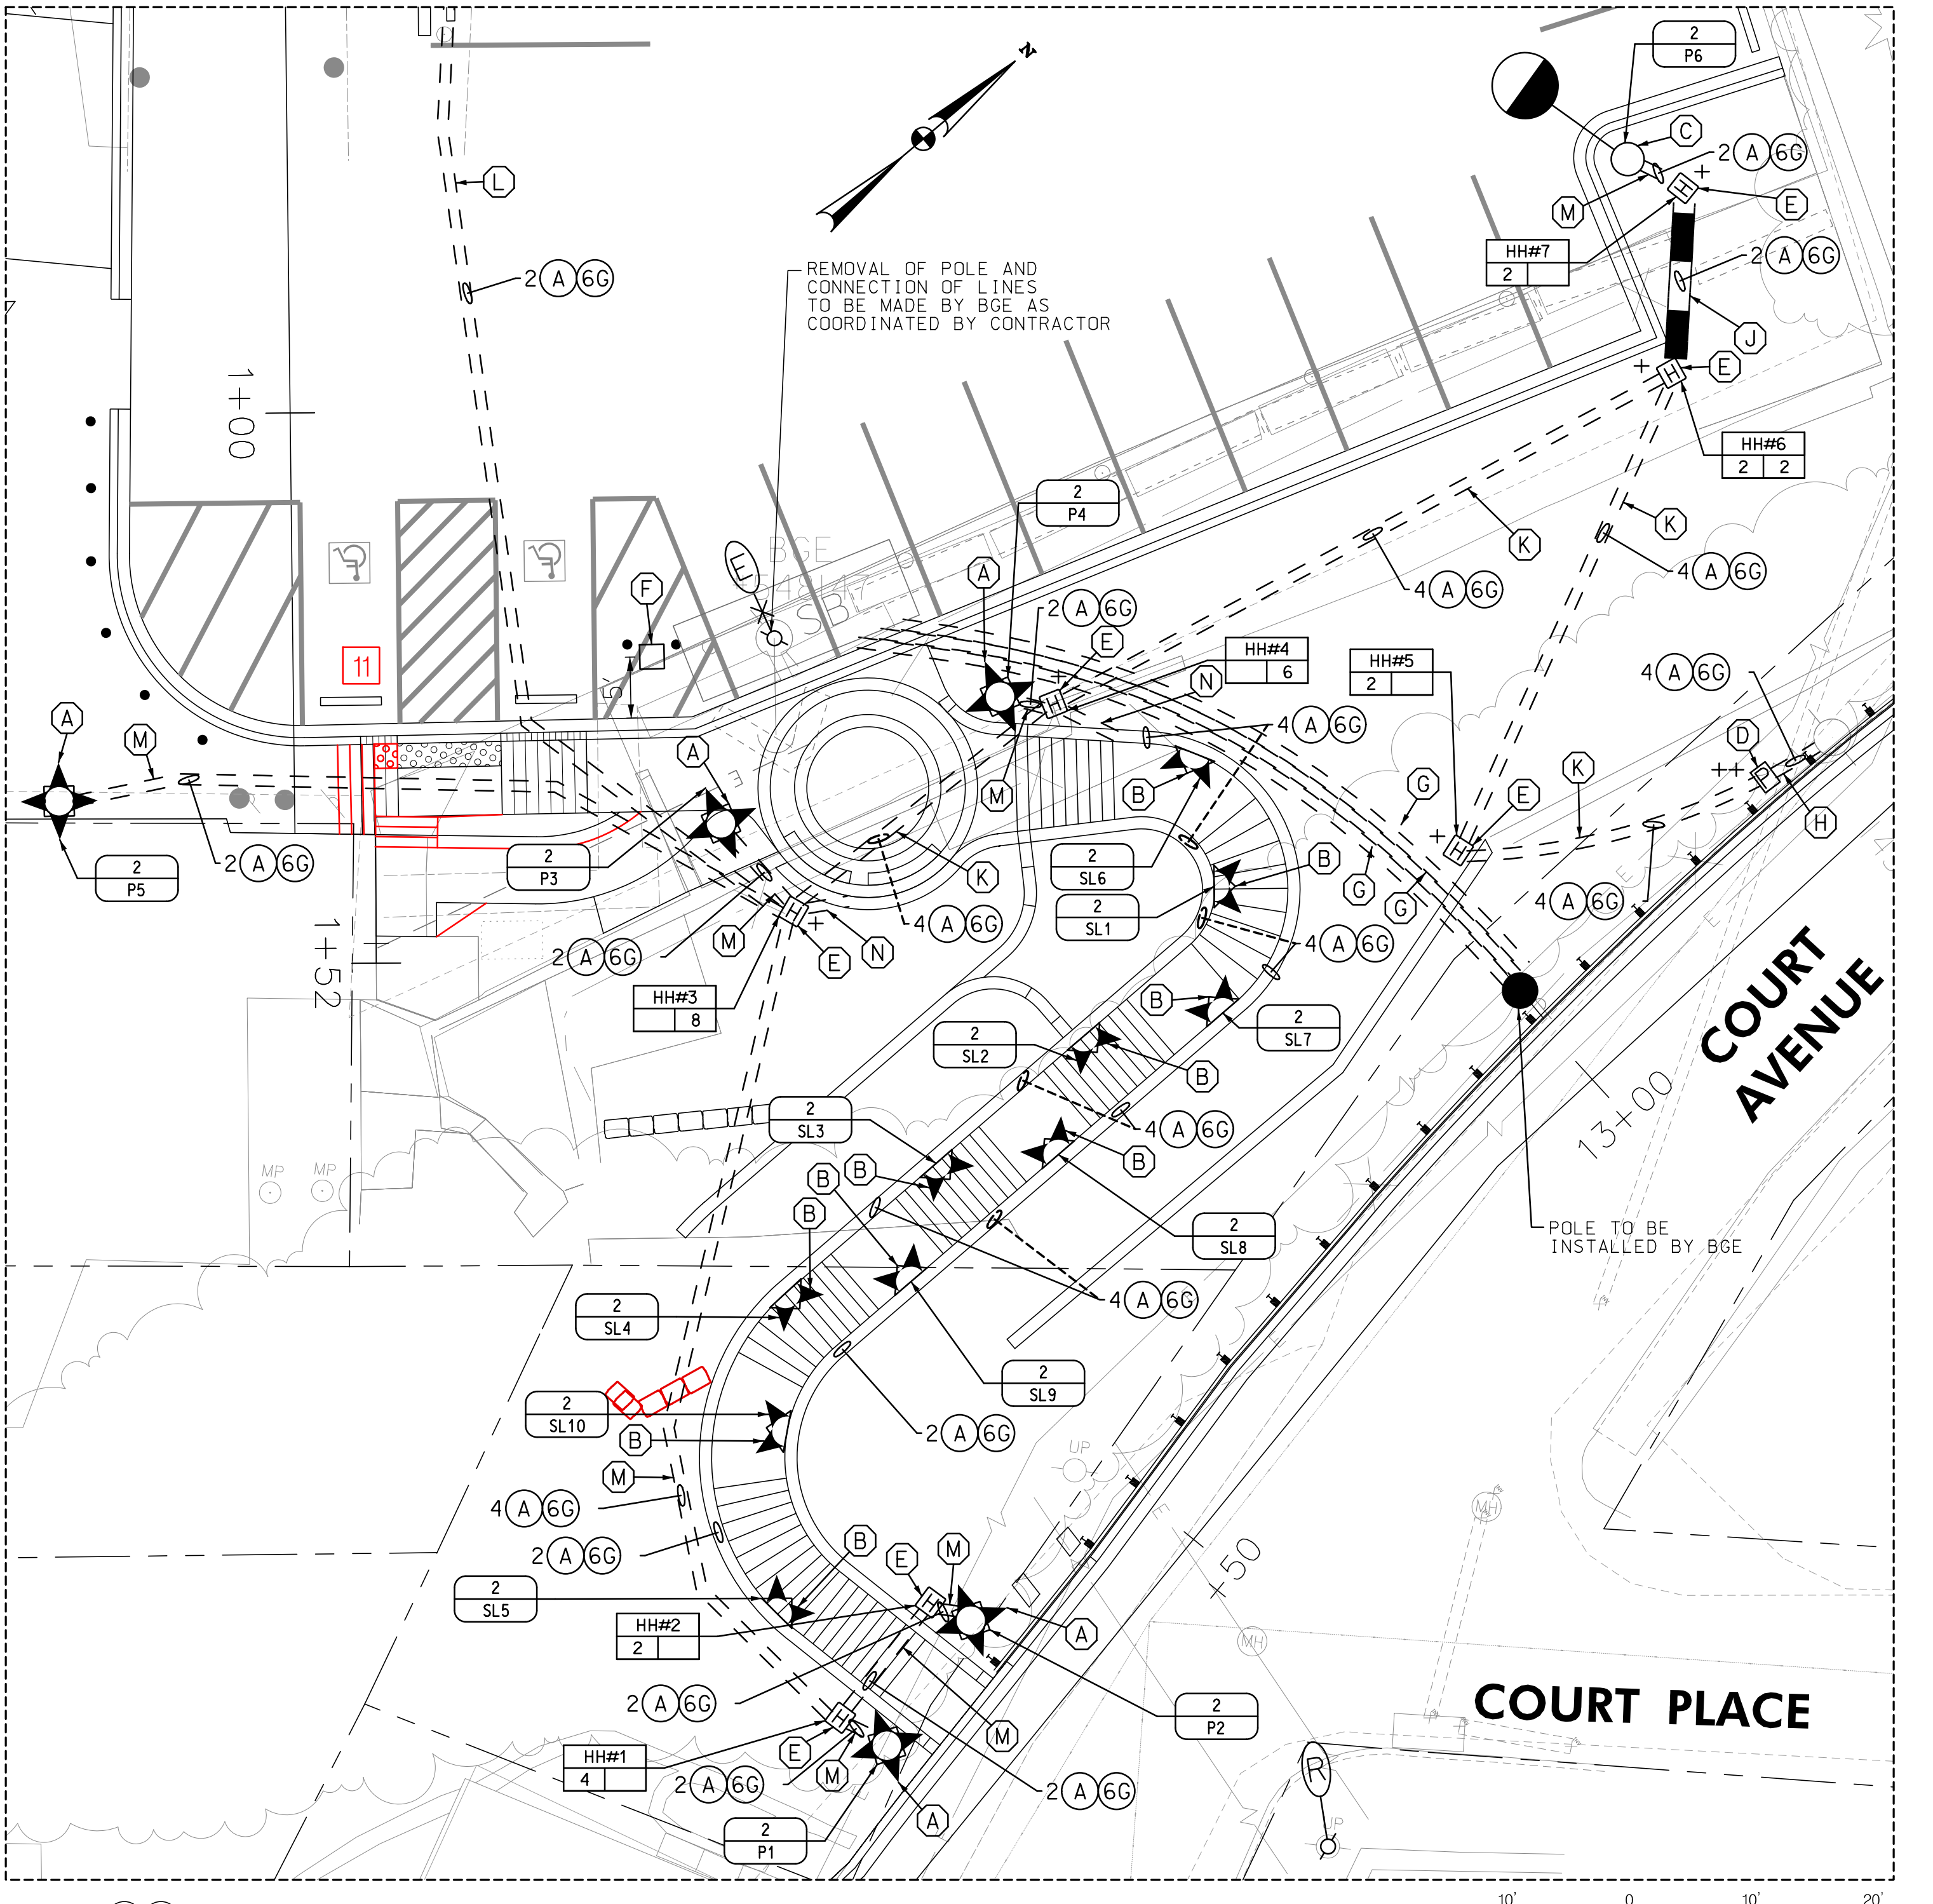 N
2
P6
C
2 A 6G
M
E
HH#7
2
2 A 6G
J
E
HH#6
2 2
L
2 A 6G
REMOVAL OF POLE AND
CONNECTION OF LINES
TO BE MADE BY BGE AS
COORDINATED BY CONTRACTOR
1+00
2
P4
K
K
4 A 6G
4 A 6G
E
BGE
SB
A
2 A 6G
E
F
5'
11
HH#4
6
HH#5
2
N
4 A 6G
4 A 6G
D
A
M
A
M
B
G
E
K
++
H
2
P5
2 A 6G
2
P3
K
2
SL6
B
G
G
4 A 6G
2
SL1
4 A 6G
4 A 6G
2 A 6G
M
E
N
1+52
HH#3
8
B
2
SL7
2
SL2
B
COURT
AVENUE
13+00
2
SL3
4 A 6G
B
MP
MP
B
B
B
2
SL8
POLE TO BE
INSTALLED BY BGE
4 A 6G
2
SL4
2
SL9
2
SL10
B
2 A 6G
UP
M
4 A 6G
MH
2 A 6G
B
E
M
+50
2
SL5
HH#2
2
A
MH
2 A 6G
2
P2
COURT PLACE
M
HH#1
4
E
M
2 A 6G
2 A 6G
R
A
UP
2
P1
10' 0 10' 20'